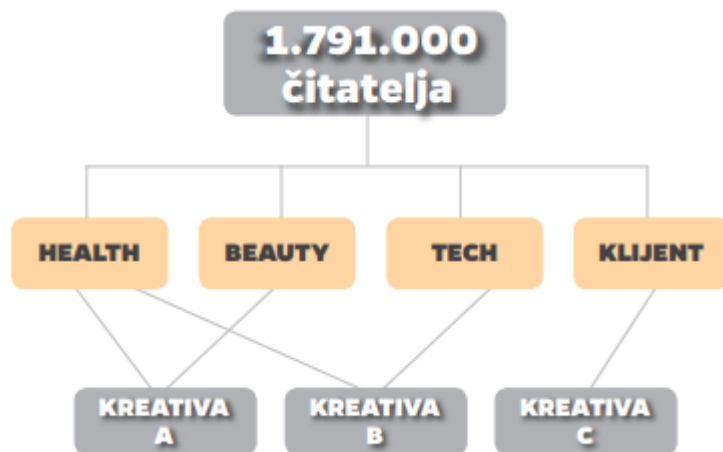 1.791.000
čitatelja
HEALTH
BEAUTY
TECH
KLIJENT
KREATIVA
A
KREATIVA
B
KREATIVA
C